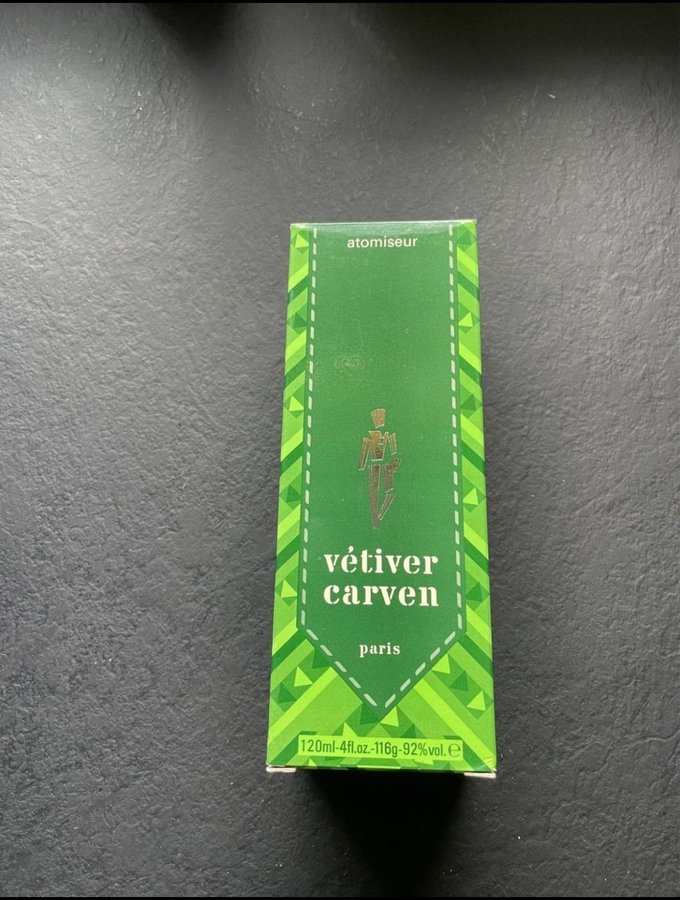 atomiseur
vétiver
carven
paris
120ml-4fl.oz.-116g-92%vol. ℮